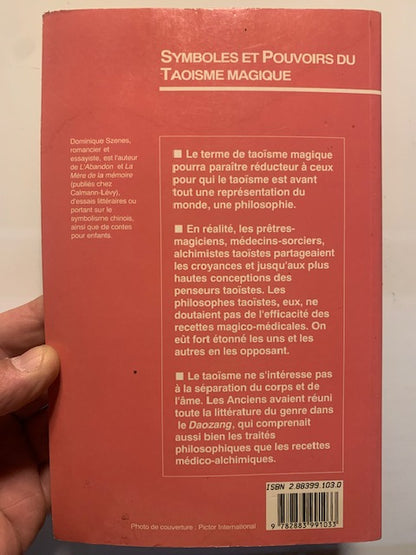 SYMBOLES ET POUVOIRS DU
TAOISME MAGIQUE
Dominique Szenes,
romancier et
essayiste, est l'auteur
de L'Abandon et La
Mère de la mémoire
(publiés chez
Calmann-Lévy),
d'essais littéraires ou
portant sur le
symbolisme chinois,
ainsi que de contes
pour enfants.
■ Le terme de taoïsme magique
pourra paraître réducteur à ceux
pour qui le taoïsme est avant
tout une représentation du
monde, une philosophie.
■ En réalité, les prêtres-
magiciens, médecins-sorciers,
alchimistes taoïstes partageaient
les croyances et jusqu'aux plus
hautes conceptions des
penseurs taoïstes. Les
philosophes taoïstes, eux, ne
doutaient pas de l'efficacité des
recettes magico-médicales. On
eût fort étonné les uns et les
autres en les opposant.
■ Le taoïsme ne s'intéresse pas
à la séparation du corps et de
l'âme. Les Anciens avaient réuni
toute la littérature du genre dans
le Daozang, qui comprenait
aussi bien les traités
philosophiques que les recettes
médico-alchimiques.
ISBN 2.88399.103.0
9 782883 991033
Photo de couverture : Pictor International